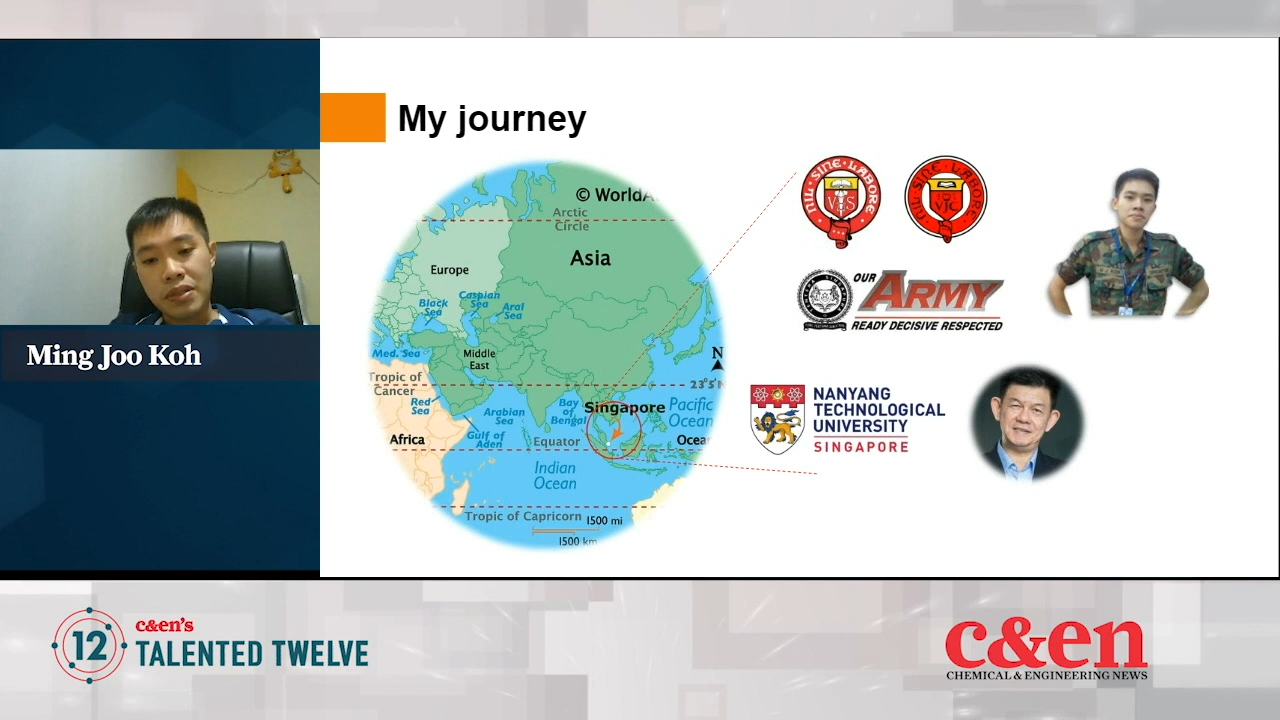 My journey
Ming Joo Koh
© WorldA
Arctic
Circle
Asia
Europe
Black
Sea
Caspian
Sea
Aral
Sea
Med. Sea
Middle
East
N
Tropic of
Cancer
23°5'N
Red
Sea
Arabian
Sea
Bay
of
Bengal
Singapore
Pacific
Ocean
Gulf of
Aden
Africa
Equator
Ocea
Indian
Ocean
Tropic of Capricorn
1500 mi
1500 km
NIL·SINE·LABORE
VS
NIL·SINE·LABORE
VJC
OUR
ARMY
READY DECISIVE RESPECTED
NANYANG
TECHNOLOGICAL
UNIVERSITY
SINGAPORE
12
c&en's
TALENTED TWELVE
c&en
CHEMICAL & ENGINEERING NEWS